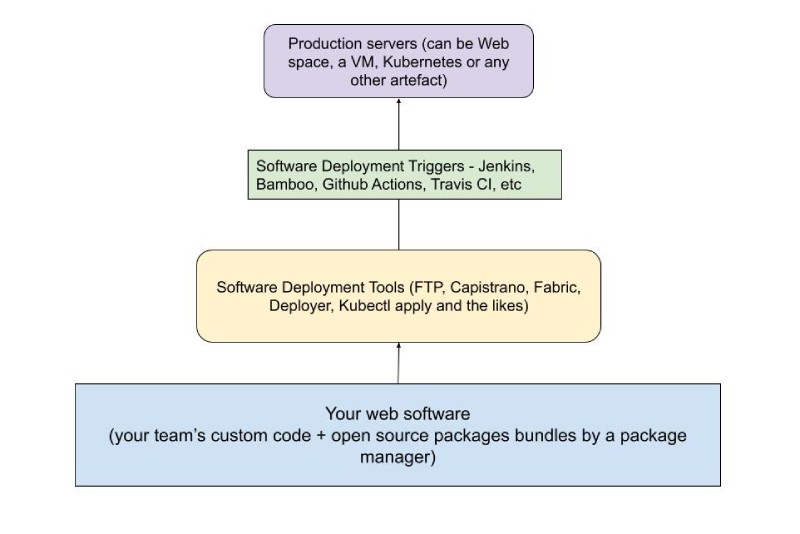 Production servers (can be Web
space, a VM, Kubernetes or any
other artefact)
Software Deployment Triggers - Jenkins,
Bamboo, Github Actions, Travis CI, etc
Software Deployment Tools (FTP, Capistrano, Fabric,
Deployer, Kubectl apply and the likes)
Your web software
(your team’s custom code + open source packages bundles by a package
manager)